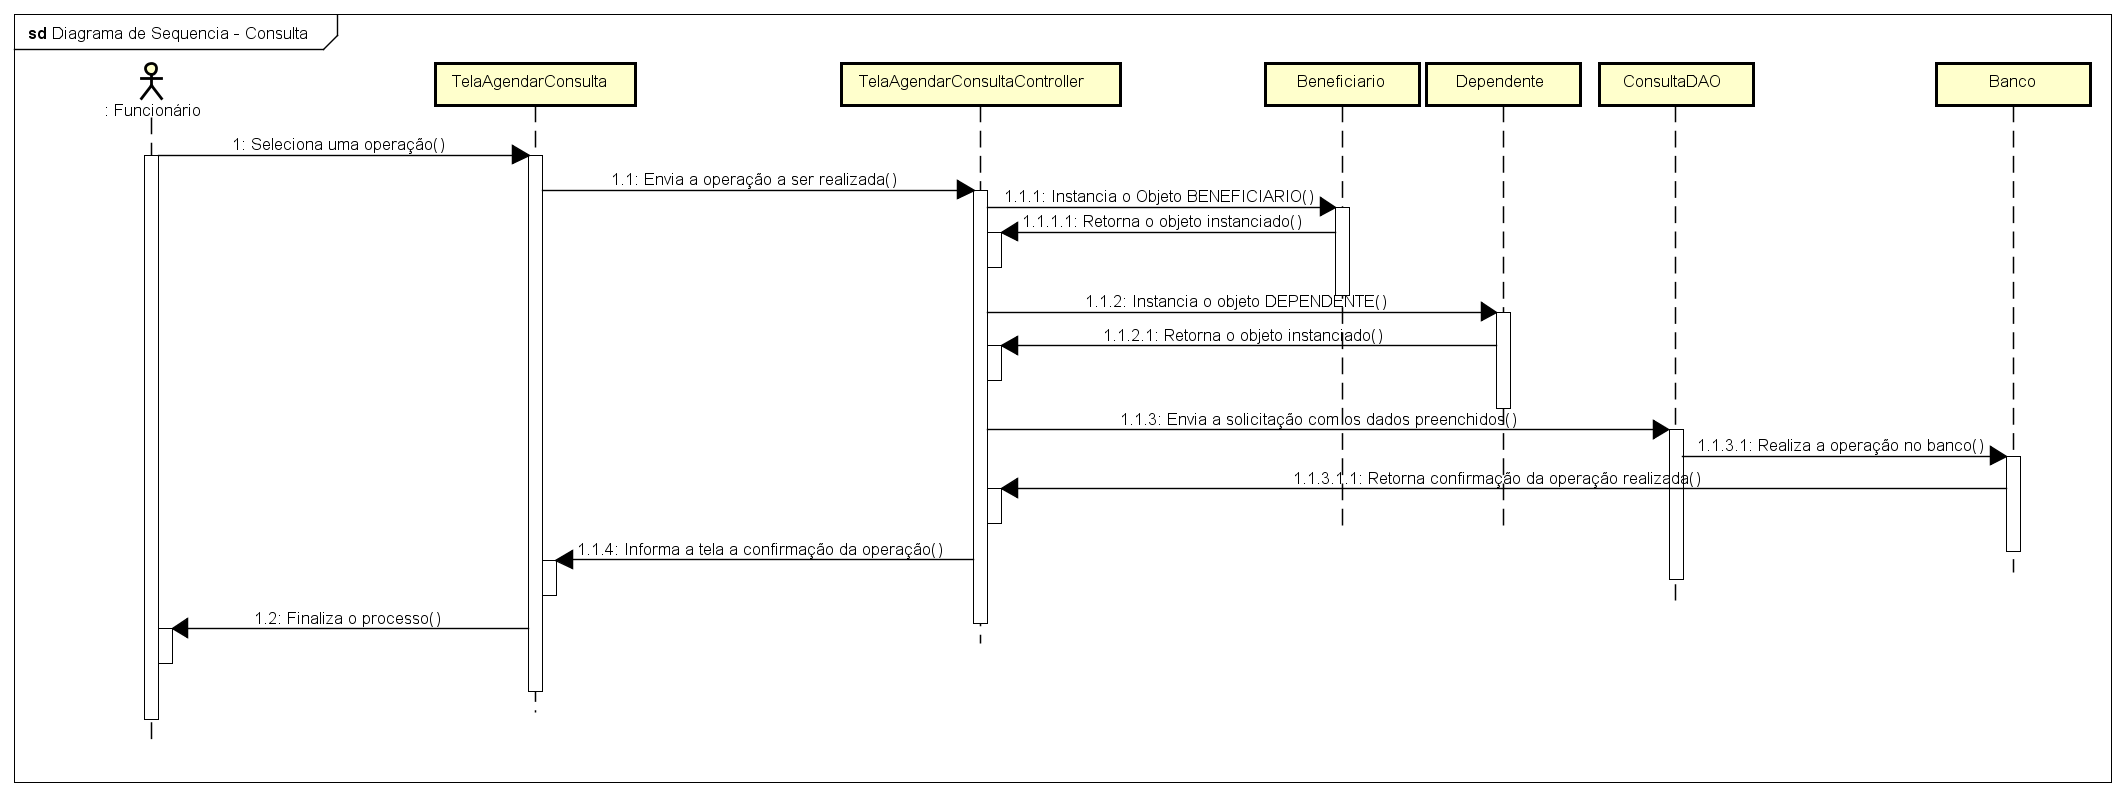 sd Diagrama de Sequencia - Consulta
: Funcionário
TelaAgendarConsulta
TelaAgendarConsultaController
Beneficiario
Dependente
ConsultaDAO
Banco
1: Seleciona uma operação()
1.1: Envia a operação a ser realizada()
1.1.1: Instancia o Objeto BENEFICIARIO()
1.1.1.1: Retorna o objeto instanciado()
1.1.2: Instancia o objeto DEPENDENTE()
1.1.2.1: Retorna o objeto instanciado()
1.1.3: Envia a solicitação com os dados preenchidos()
1.1.3.1: Realiza a operação no banco()
1.1.3.1.1: Retorna confirmação da operação realizada()
1.1.4: Informa a tela a confirmação da operação()
1.2: Finaliza o processo()